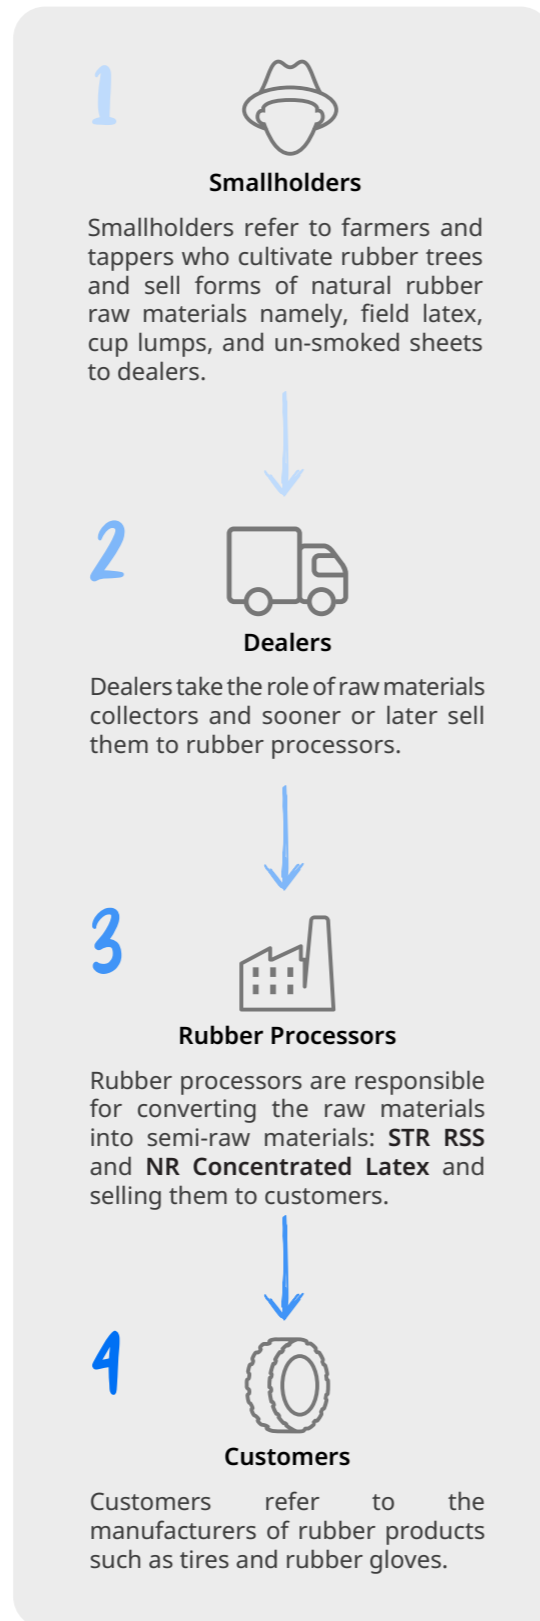 1
Smallholders
Smallholders refer to farmers and
tappers who cultivate rubber trees
and sell forms of natural rubber
raw materials namely, field latex,
cup lumps, and un-smoked sheets
to dealers.
2
Dealers
Dealers take the role of raw materials
collectors and sooner or later sell
them to rubber processors.
3
Rubber Processors
Rubber processors are responsible
for converting the raw materials
into semi-raw materials: STR RSS
and NR Concentrated Latex and
selling them to customers.
4
Customers
Customers refer to the
manufacturers of rubber products
such as tires and rubber gloves.